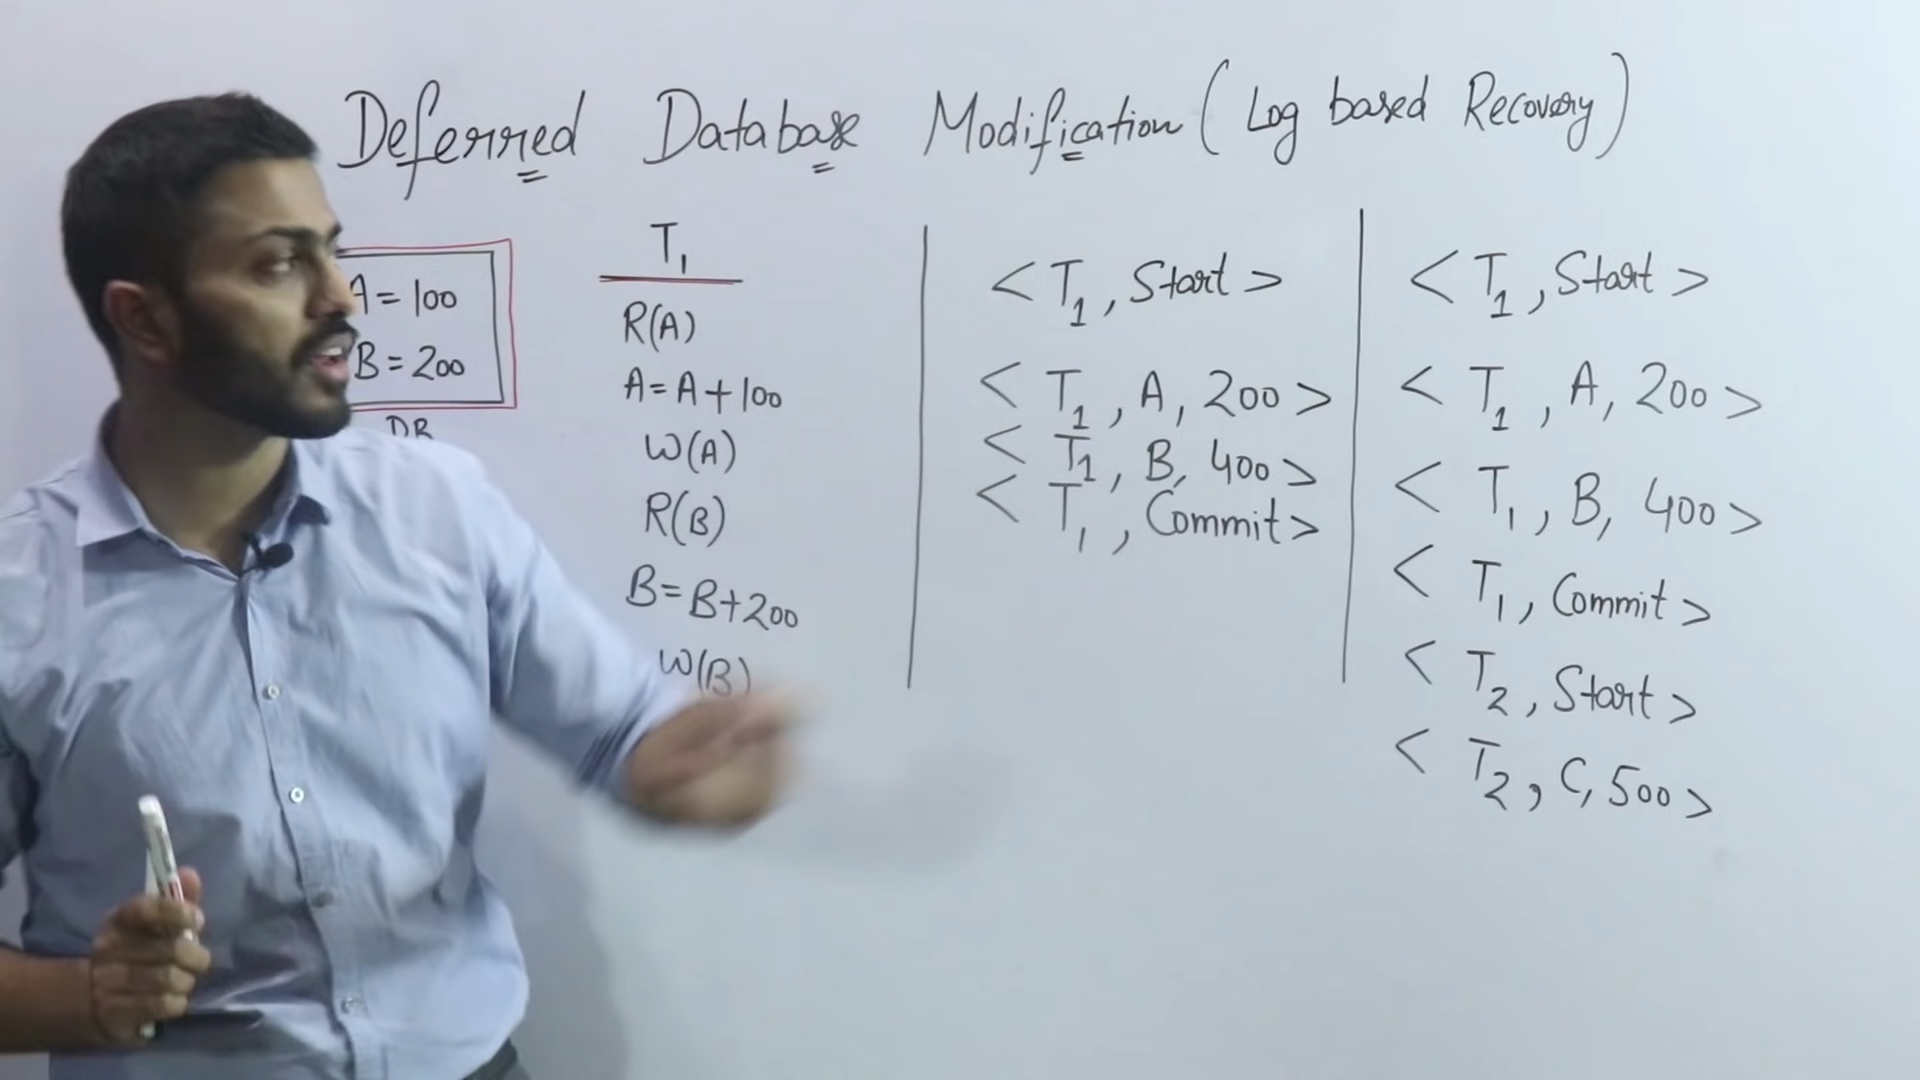 Deferred Database Modification (Log based Recovery)
A = 100
B = 200
DB
T1
R(A)
A = A + 100
W(A)
R(B)
B = B + 200
W(B)
< T1, Start >
< T1, A, 200 >
< T1, B, 400 >
< T1, Commit >
< T1, Start >
< T1, A, 200 >
< T1, B, 400 >
< T1, Commit >
< T2, Start >
< T2, C, 500 >